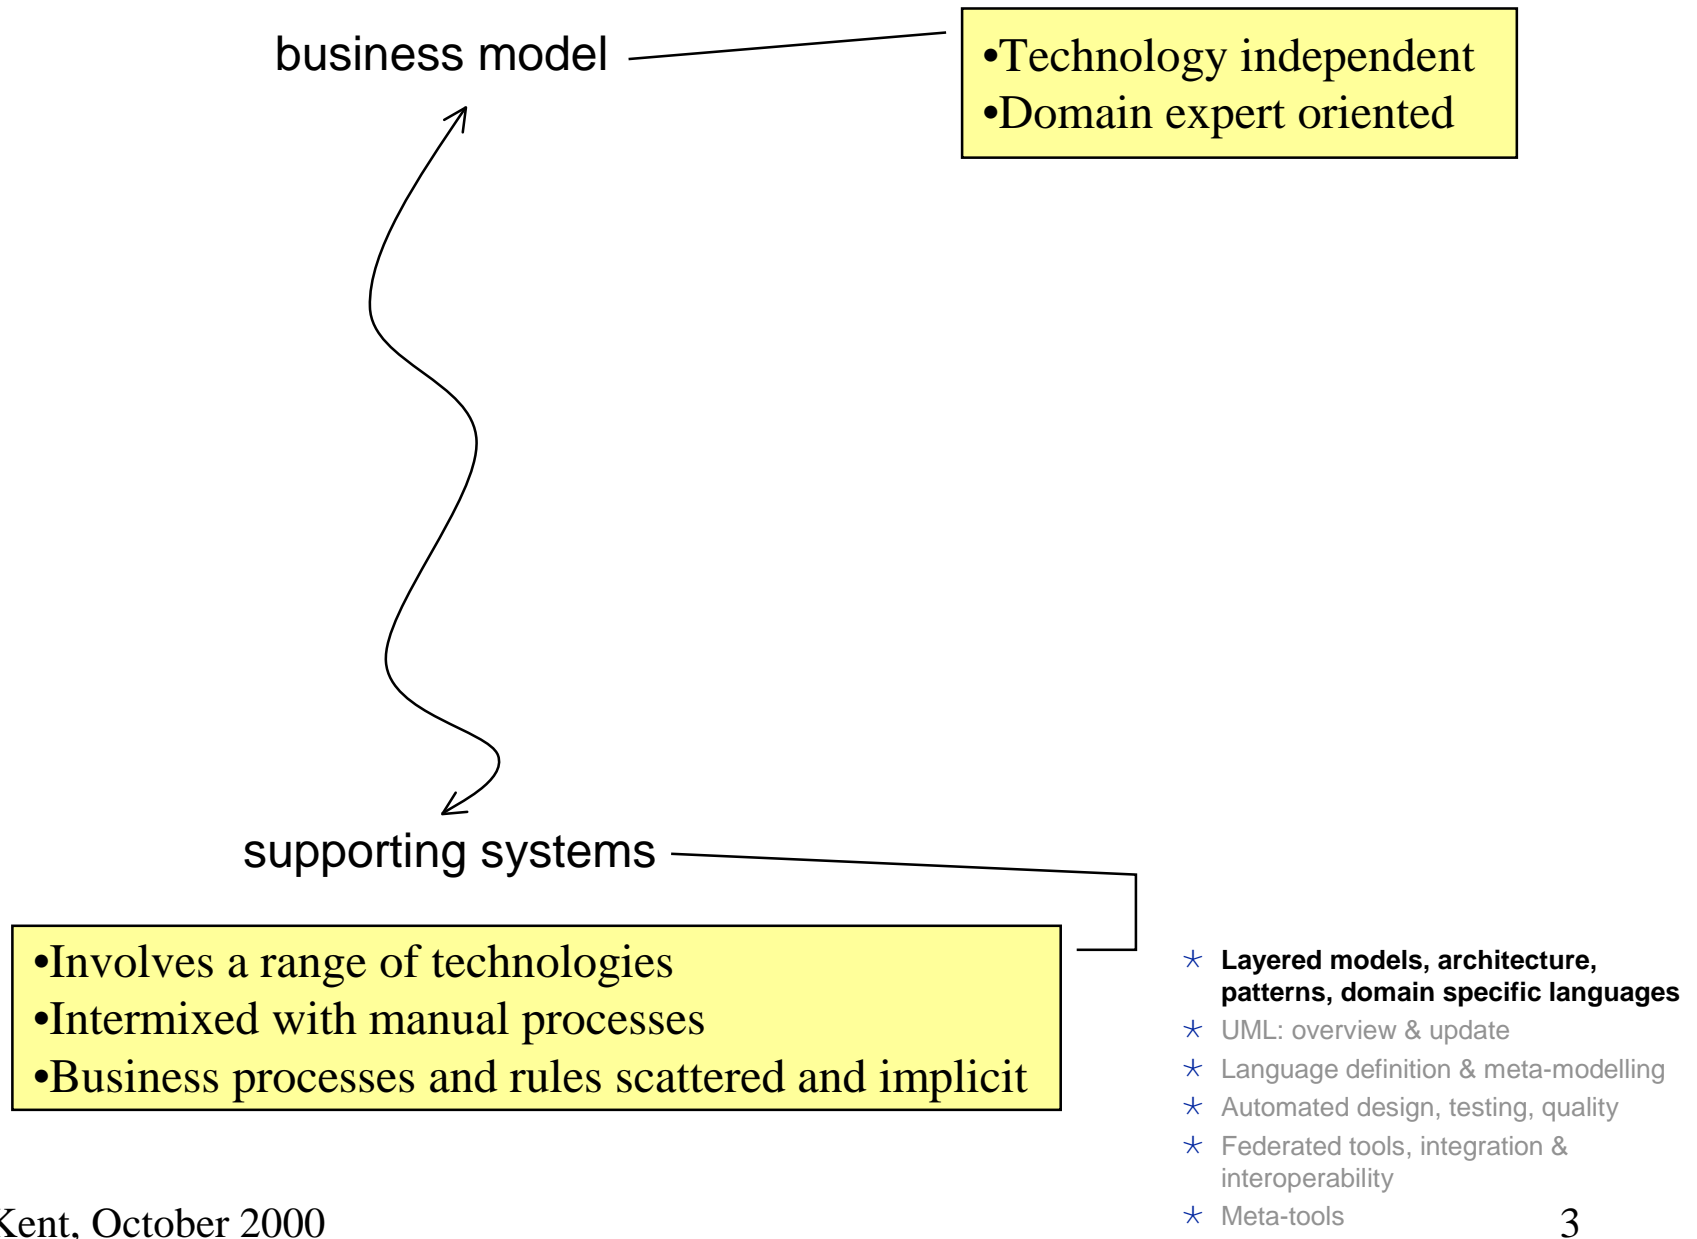 business model
•Technology independent
•Domain expert oriented
supporting systems
•Involves a range of technologies
•Intermixed with manual processes
•Business processes and rules scattered and implicit
Layered models, architecture,
patterns, domain specific languages
UML: overview & update
Language definition & meta-modelling
Automated design, testing, quality
Federated tools, integration &
interoperability
Meta-tools
Kent, October 2000
3